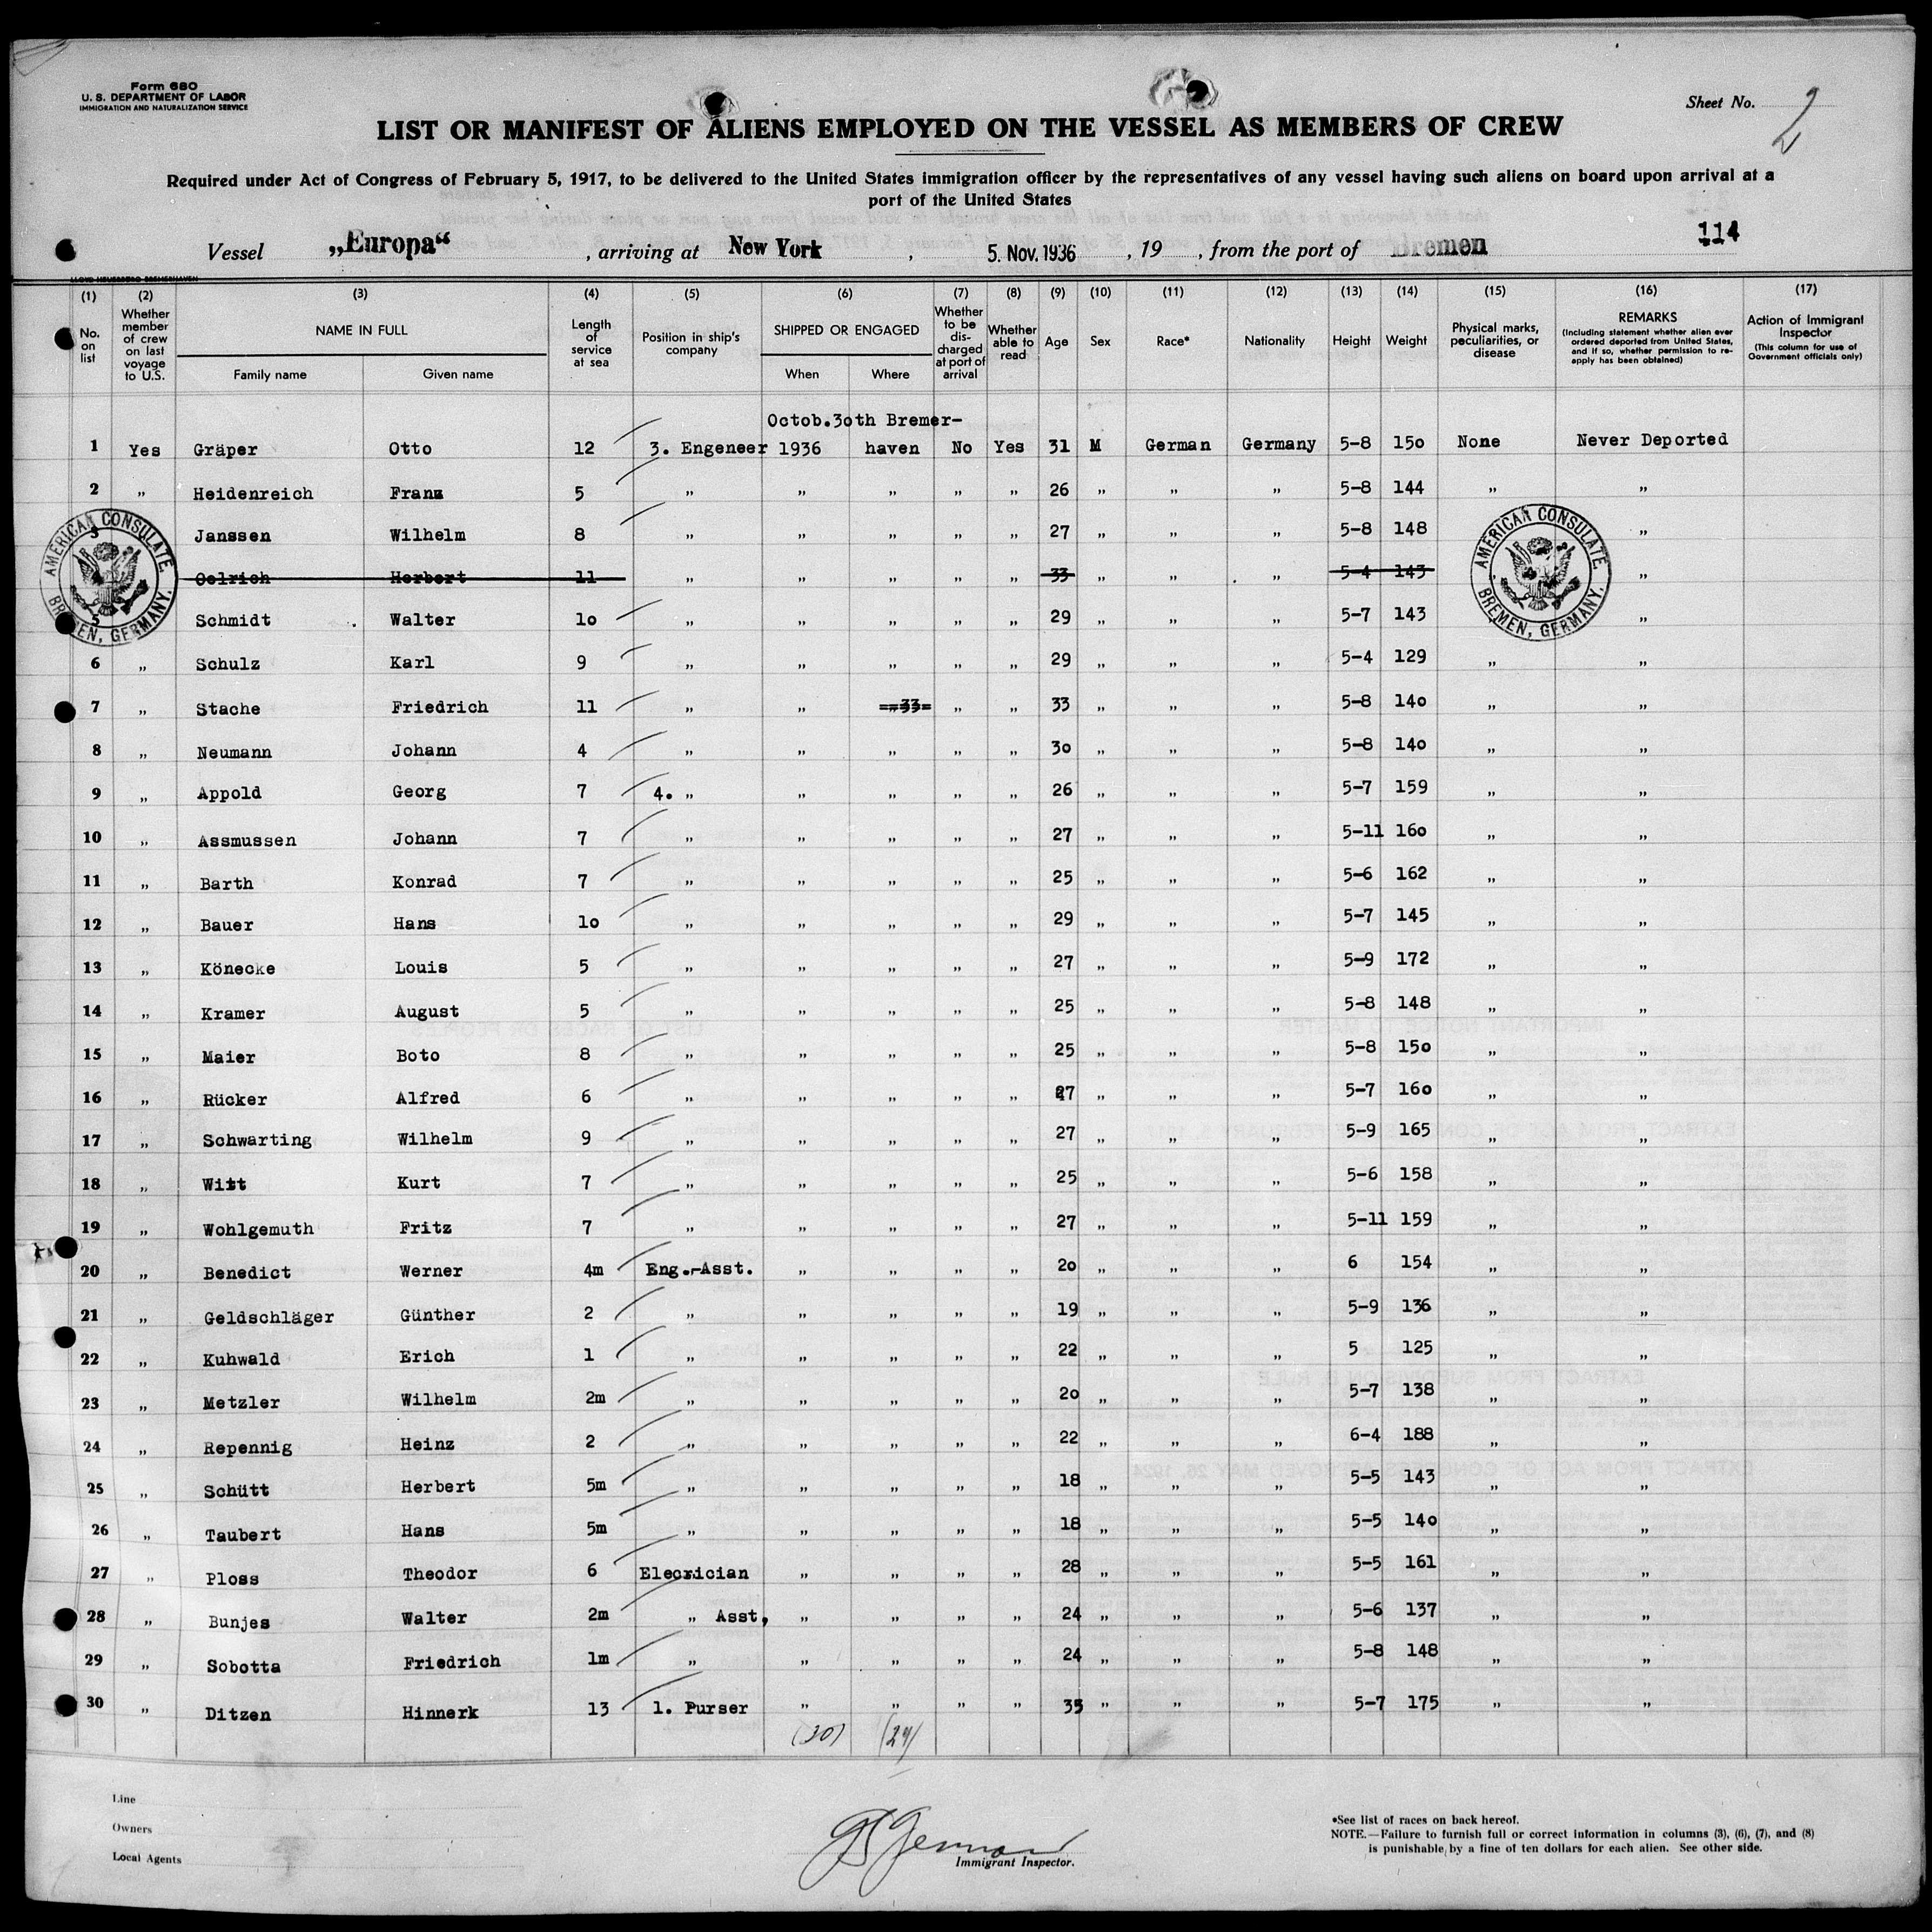 Form 680
U. S. DEPARTMENT OF LABOR
IMMIGRATION AND NATURALIZATION SERVICE
Sheet No. 2
LIST OR MANIFEST OF ALIENS EMPLOYED ON THE VESSEL AS MEMBERS OF CREW
Required under Act of Congress of February 5, 1917, to be delivered to the United States immigration officer by the representatives of any vessel having such aliens on board upon arrival at a
port of the United States
Vessel „Europa“, arriving at New York, 5. Nov. 1936, 19, from the port of Bremen 114
(1) (2) (3) (4) (5) (6) (7) (8) (9) (10) (11) (12) (13) (14) (15) (16) (17)
No. on list
Whether member of crew on last voyage to U.S.
NAME IN FULL
Family name Given name
Length of service at sea
Position in ship's company
SHIPPED OR ENGAGED
When Where
Whether to be discharged at port of arrival
Whether able to read
Age
Sex
Race*
Nationality
Height
Weight
Physical marks, peculiarities, or disease
REMARKS
(Including statement whether alien ever ordered deported from United States, and if so, whether permission to reapply has been obtained)
Action of Immigrant Inspector
(This column for use of Government officials only)
Octob.3oth Bremer-
1 Yes Gräper Otto 12 3. Engeneer 1936 haven No Yes 31 M German Germany 5-8 15o None Never Deported
2 „ Heidenreich Franz 5 „ „ „ „ „ 26 „ „ „ 5-8 144 „ „
3 Janssen Wilhelm 8 „ „ „ „ „ 27 „ „ „ 5-8 148 „
Oelrich Herbert 11 „ „ „ „ „ 33 „ „ „ 5-4 143 „
5 Schmidt Walter 1o „ „ „ „ „ 29 „ „ „ 5-7 143 „ „
6 „ Schulz Karl 9 „ „ „ „ „ 29 „ „ „ 5-4 129 „ „
7 „ Stache Friedrich 11 „ „ 33 „ „ 33 „ „ „ 5-8 14o „ „
8 „ Neumann Johann 4 „ „ „ „ „ 3o „ „ „ 5-8 14o „ „
9 „ Appold Georg 7 4. „ „ „ „ „ 26 „ „ „ 5-7 159 „ „
10 „ Assmussen Johann 7 „ „ „ „ „ 27 „ „ „ 5-11 16o „ „
11 „ Barth Konrad 7 „ „ „ „ „ 25 „ „ „ 5-6 162 „ „
12 „ Bauer Hans 1o „ „ „ „ „ 29 „ „ „ 5-7 145 „ „
13 „ Könecke Louis 5 „ „ „ „ „ 27 „ „ „ 5-9 172 „ „
14 „ Kramer August 5 „ „ „ „ „ 25 „ „ „ 5-8 148 „ „
15 „ Maier Boto 8 „ „ „ „ „ 25 „ „ „ 5-8 15o „ „
16 „ Rücker Alfred 6 „ „ „ „ „ 27 „ „ „ 5-7 16o „ „
17 „ Schwarting Wilhelm 9 „ „ „ „ „ 27 „ „ „ 5-9 165 „ „
18 „ Witt Kurt 7 „ „ „ „ „ 25 „ „ „ 5-6 158 „ „
19 „ Wohlgemuth Fritz 7 „ „ „ „ „ 27 „ „ „ 5-11 159 „ „
20 „ Benedict Werner 4m Eng.-Asst. „ „ „ „ 2o „ „ „ 6 154 „ „
21 „ Geldschläger Günther 2 „ „ „ „ „ 19 „ „ „ 5-9 136 „ „
22 „ Kuhwald Erich 1 „ „ „ „ „ 22 „ „ „ 5 125 „ „
23 „ Metzler Wilhelm 2m „ „ „ „ „ 2o „ „ „ 5-7 138 „ „
24 „ Repennig Heinz 2 „ „ „ „ „ 22 „ „ „ 6-4 188 „ „
25 „ Schütt Herbert 5m „ „ „ „ „ 18 „ „ „ 5-5 143 „ „
26 „ Taubert Hans 5m „ „ „ „ „ 18 „ „ „ 5-5 14o „ „
27 „ Ploss Theodor 6 Elecrician „ „ „ „ 28 „ „ „ 5-5 161 „ „
28 „ Bunjes Walter 2m „ Asst, „ „ „ „ 24 „ „ „ 5-6 137 „ „
29 „ Sobotta Friedrich 1m „ „ „ „ „ 24 „ „ „ 5-8 148 „ „
30 „ Ditzen Hinnerk 13 1. Purser „ „ „ „ 35 „ „ „ 5-7 175 „ „
(30) (29)
AMERICAN CONSULATE
BREMEN, GERMANY.
AMERICAN CONSULATE
BREMEN, GERMANY.
Line
Owners
Local Agents
Immigrant Inspector.
*See list of races on back hereof.
NOTE.—Failure to furnish full or correct information in columns (3), (6), (7), and (8)
is punishable by a fine of ten dollars for each alien. See other side.